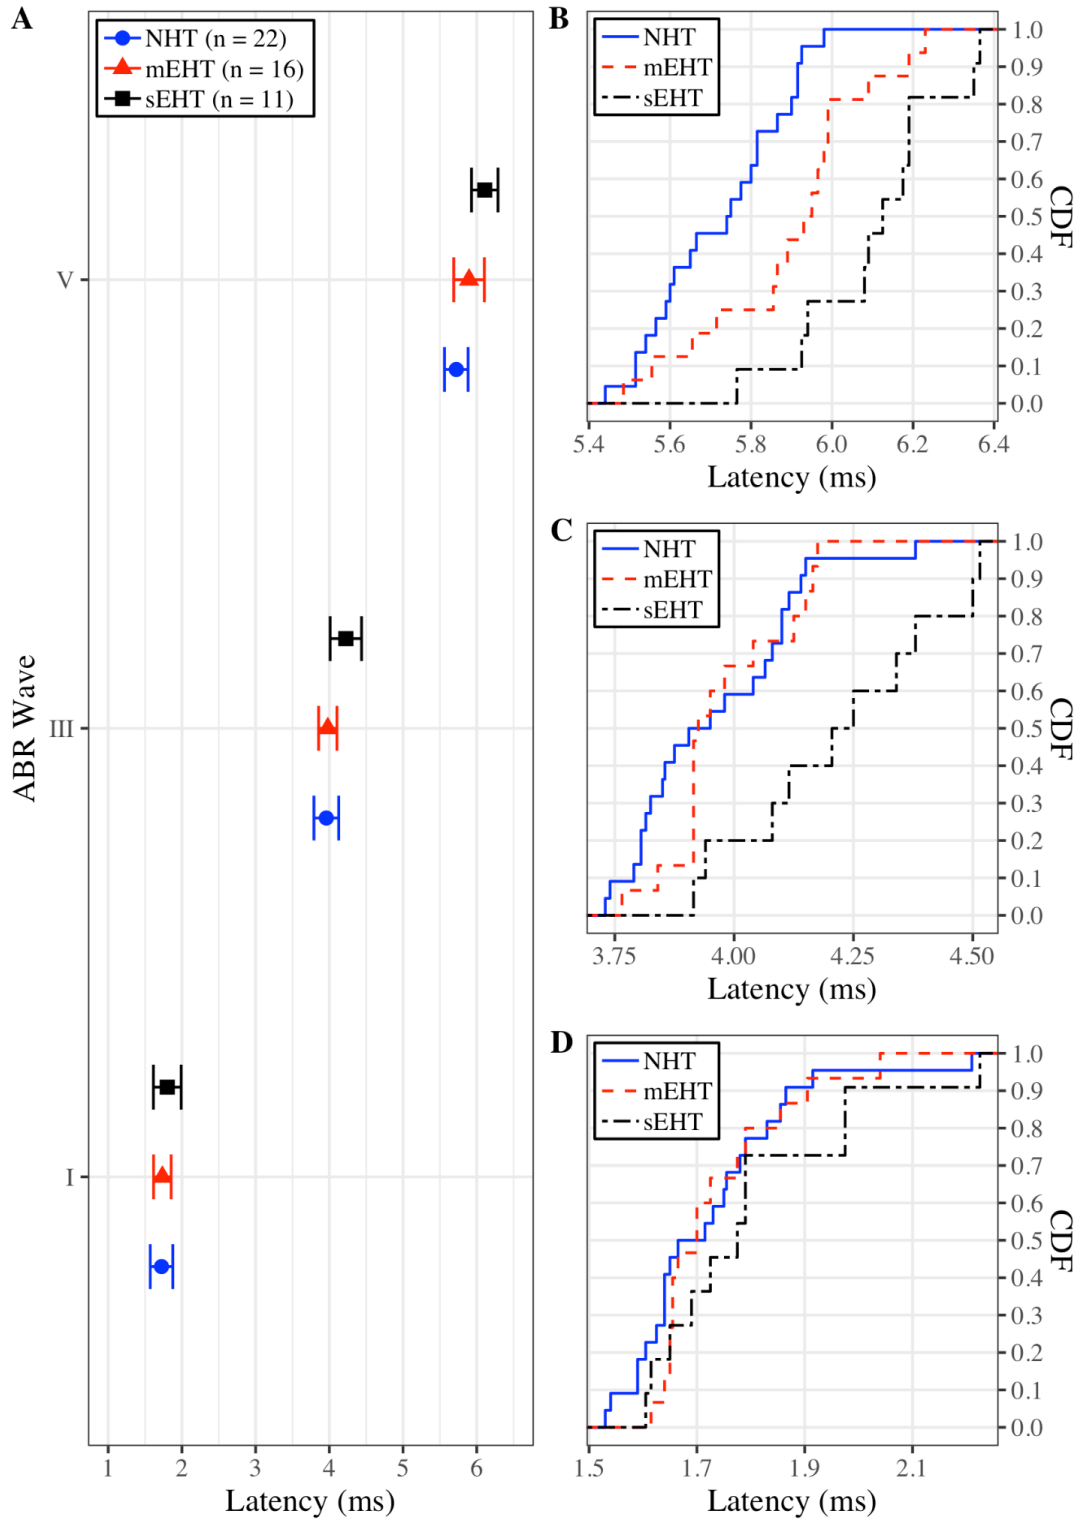 A
NHT (n = 22)
mEHT (n = 16)
sEHT (n = 11)
V
III
I
ABR Wave
1 2 3 4 5 6
Latency (ms)
B
NHT
mEHT
sEHT
1.0
0.9
0.8
0.7
0.6
0.5
0.4
0.3
0.2
0.1
0.0
CDF
5.4 5.6 5.8 6.0 6.2 6.4
Latency (ms)
C
NHT
mEHT
sEHT
1.0
0.9
0.8
0.7
0.6
0.5
0.4
0.3
0.2
0.1
0.0
CDF
3.75 4.00 4.25 4.50
Latency (ms)
D
NHT
mEHT
sEHT
1.0
0.9
0.8
0.7
0.6
0.5
0.4
0.3
0.2
0.1
0.0
CDF
1.5 1.7 1.9 2.1
Latency (ms)